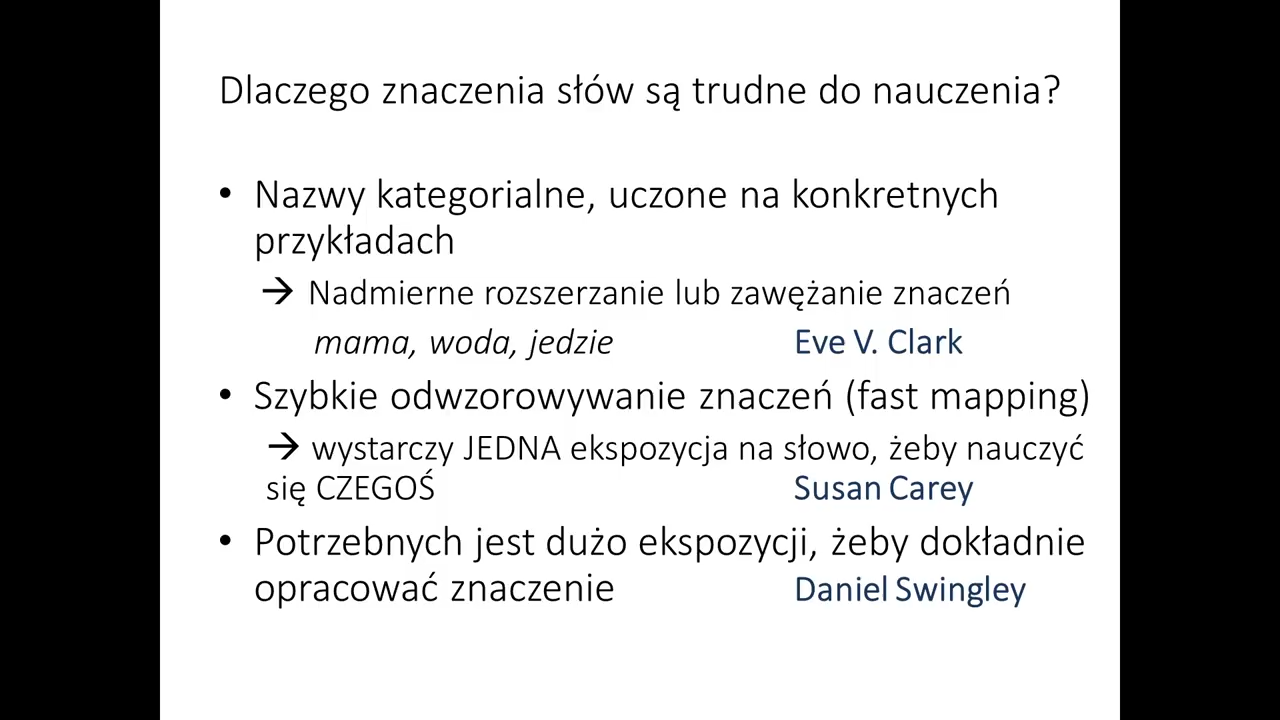 Dlaczego znaczenia słów są trudne do nauczenia?
• Nazwy kategorialne, uczone na konkretnych
przykładach
→ Nadmierne rozszerzanie lub zawężanie znaczeń
mama, woda, jedzie Eve V. Clark
• Szybkie odwzorowywanie znaczeń (fast mapping)
→ wystarczy JEDNA ekspozycja na słowo, żeby nauczyć
się CZEGOŚ Susan Carey
• Potrzebnych jest dużo ekspozycji, żeby dokładnie
opracować znaczenie Daniel Swingley